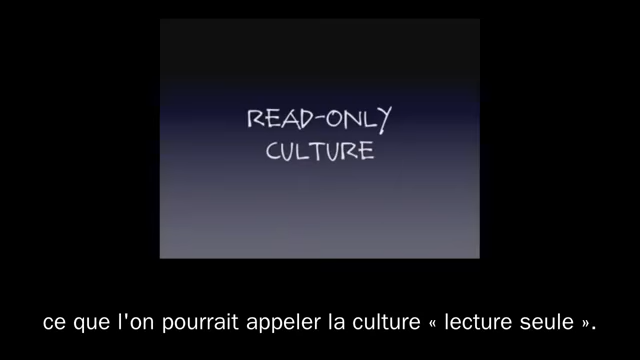 READ-ONLY
CULTURE
ce que l'on pourrait appeler la culture « lecture seule ».